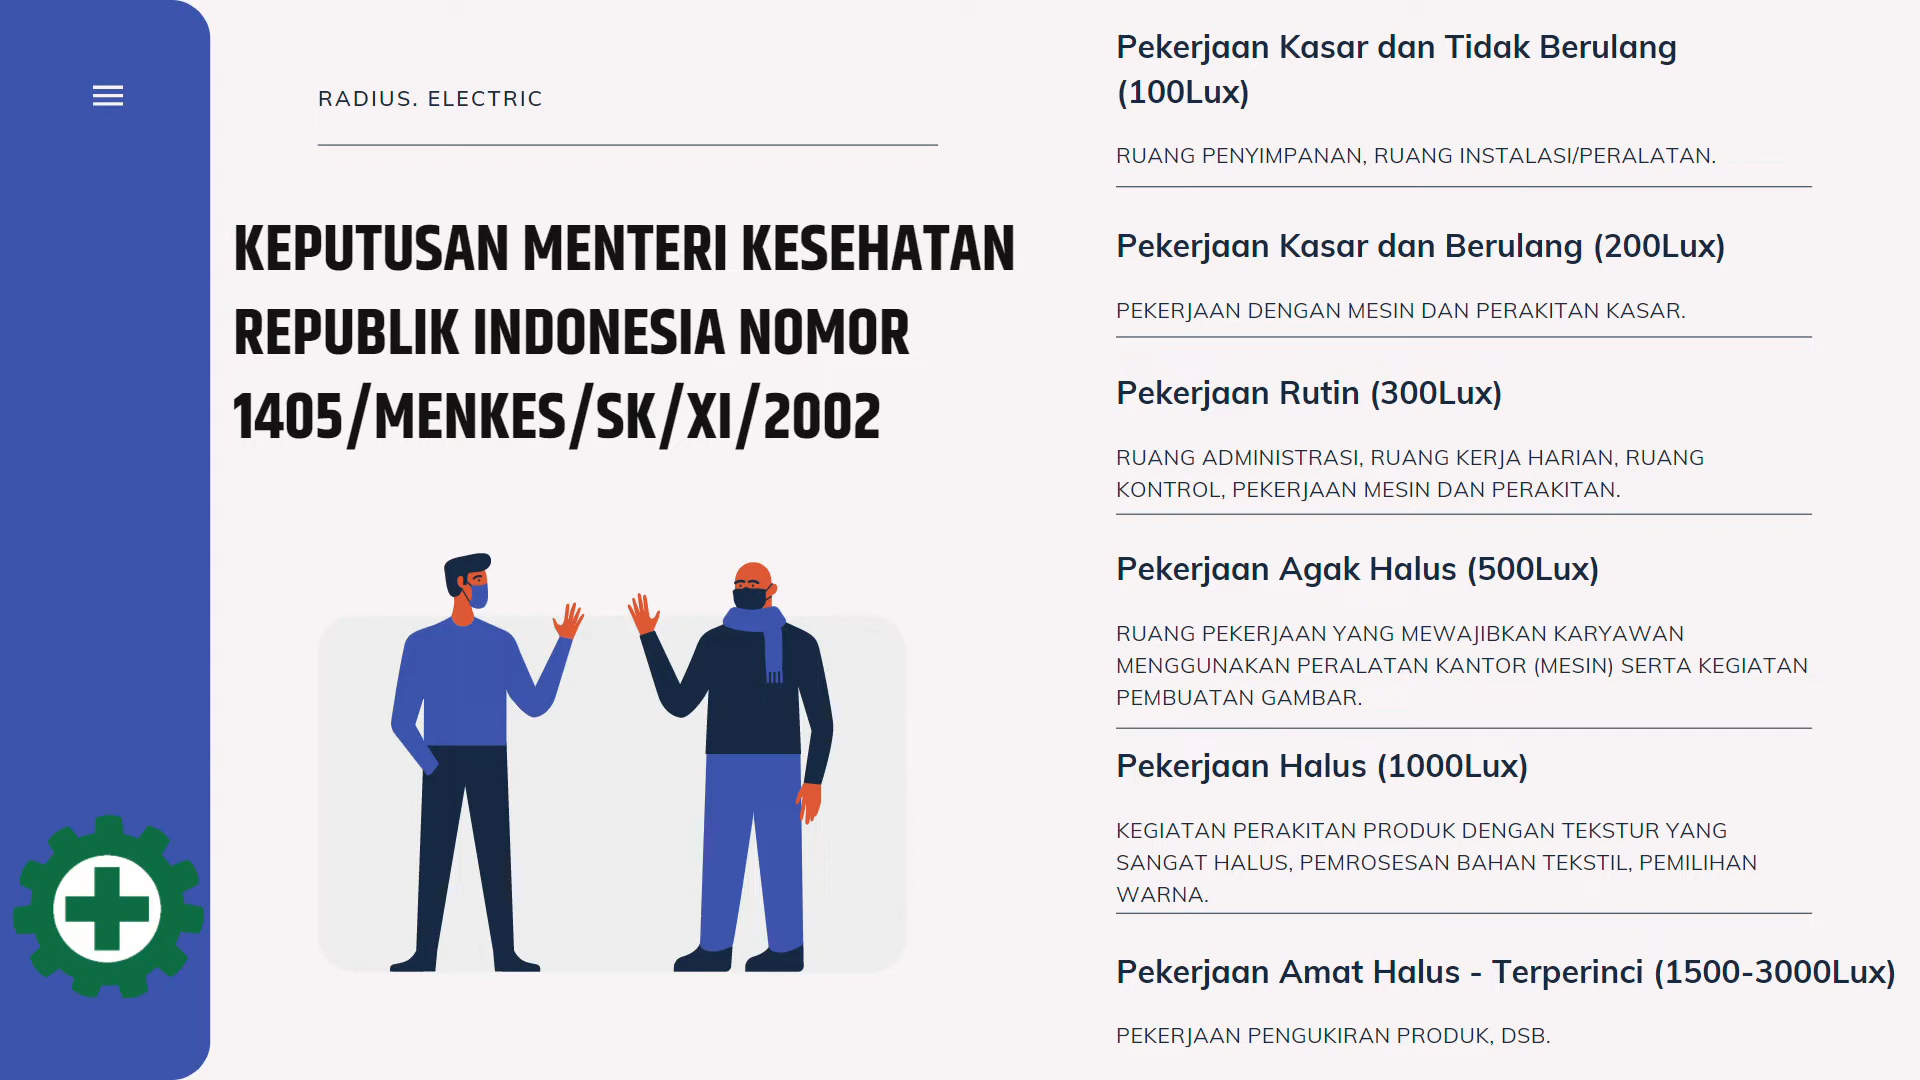 RADIUS. ELECTRIC
KEPUTUSAN MENTERI KESEHATAN
REPUBLIK INDONESIA NOMOR
1405/MENKES/SK/XI/2002
Pekerjaan Kasar dan Tidak Berulang
(100Lux)
RUANG PENYIMPANAN, RUANG INSTALASI/PERALATAN.
Pekerjaan Kasar dan Berulang (200Lux)
PEKERJAAN DENGAN MESIN DAN PERAKITAN KASAR.
Pekerjaan Rutin (300Lux)
RUANG ADMINISTRASI, RUANG KERJA HARIAN, RUANG
KONTROL, PEKERJAAN MESIN DAN PERAKITAN.
Pekerjaan Agak Halus (500Lux)
RUANG PEKERJAAN YANG MEWAJIBKAN KARYAWAN
MENGGUNAKAN PERALATAN KANTOR (MESIN) SERTA KEGIATAN
PEMBUATAN GAMBAR.
Pekerjaan Halus (1000Lux)
KEGIATAN PERAKITAN PRODUK DENGAN TEKSTUR YANG
SANGAT HALUS, PEMROSESAN BAHAN TEKSTIL, PEMILIHAN
WARNA.
Pekerjaan Amat Halus - Terperinci (1500-3000Lux)
PEKERJAAN PENGUKIRAN PRODUK, DSB.